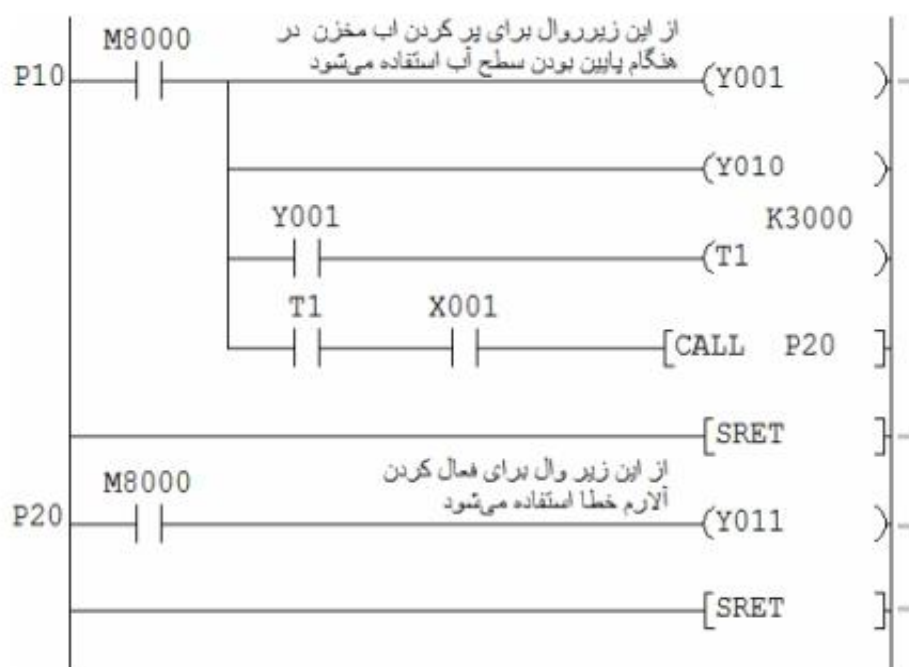 M8000
از این زیرروال برای پر کردن اب مخزن در
هنگام پایین بودن سطح آب استفاده می‌شود
P10
(Y001 )
(Y010 )
Y001
K3000
(T1 )
T1 X001
[CALL P20 ]
[SRET ]
M8000
از این زیر وال برای فعال کردن
آلارم خطا استفاده می‌شود
P20
(Y011 )
[SRET ]